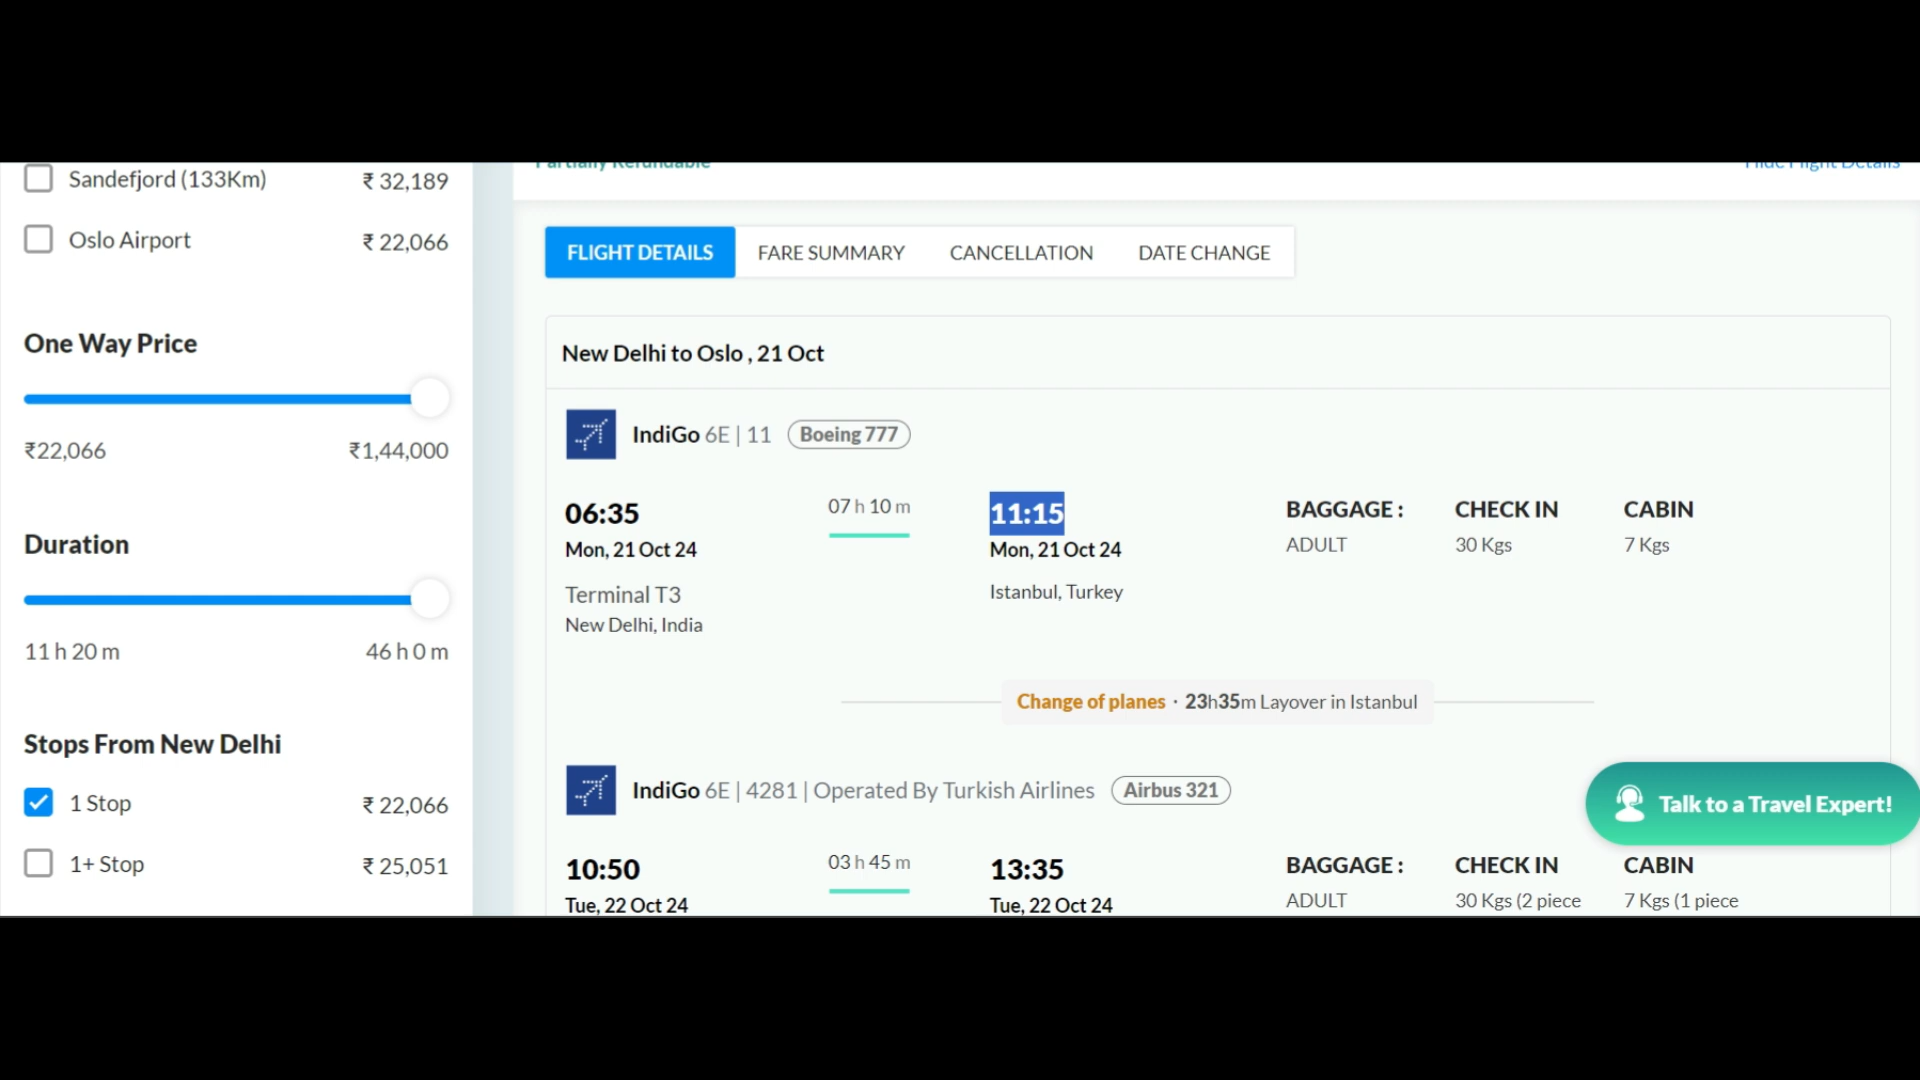 Partially Refundable
Hide Flight Details
Sandefjord (133Km) ₹ 32,189
Oslo Airport ₹ 22,066
One Way Price
₹22,066 ₹1,44,000
Duration
11 h 20 m 46 h 0 m
Stops From New Delhi
1 Stop ₹ 22,066
1+ Stop ₹ 25,051
FLIGHT DETAILS FARE SUMMARY CANCELLATION DATE CHANGE
New Delhi to Oslo , 21 Oct
IndiGo 6E | 11 Boeing 777
06:35 07 h 10 m 11:15 BAGGAGE : CHECK IN CABIN
Mon, 21 Oct 24 Mon, 21 Oct 24 ADULT 30 Kgs 7 Kgs
Terminal T3 Istanbul, Turkey
New Delhi, India
Change of planes · 23h35m Layover in Istanbul
IndiGo 6E | 4281 | Operated By Turkish Airlines Airbus 321
Talk to a Travel Expert!
10:50 03 h 45 m 13:35 BAGGAGE : CHECK IN CABIN
Tue, 22 Oct 24 Tue, 22 Oct 24 ADULT 30 Kgs (2 piece 7 Kgs (1 piece